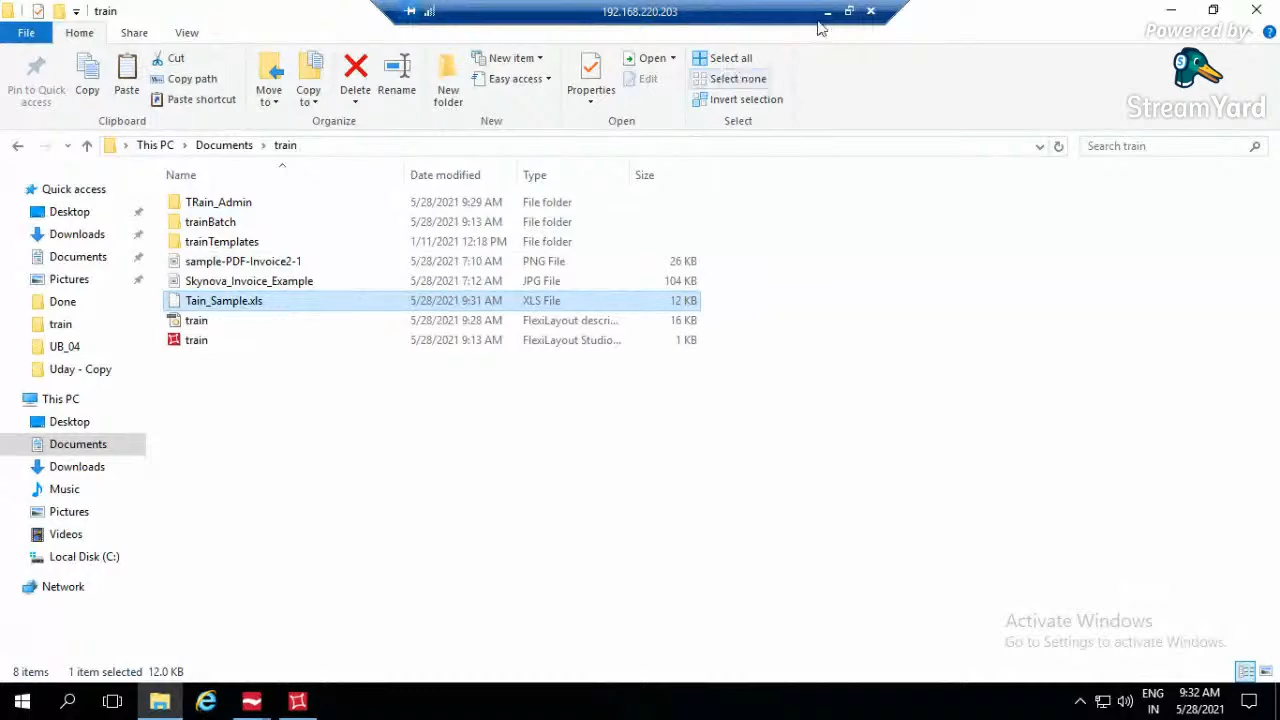 train
192.168.220.203
File
Home
Share
View
Powered by
StreamYard
Pin to Quick access
Copy
Paste
Cut
Copy path
Paste shortcut
Clipboard
Move to
Copy to
Delete
Rename
Organize
New folder
New item
Easy access
New
Properties
Open
Edit
Open
Select all
Select none
Invert selection
Select
This PC
Documents
train
Search train
Name
Date modified
Type
Size
TRain_Admin 5/28/2021 9:29 AM File folder
trainBatch 5/28/2021 9:13 AM File folder
trainTemplates 1/11/2021 12:18 PM File folder
sample-PDF-Invoice2-1 5/28/2021 7:10 AM PNG File 26 KB
Skynova_Invoice_Example 5/28/2021 7:12 AM JPG File 104 KB
Tain_Sample.xls 5/28/2021 9:31 AM XLS File 12 KB
train 5/28/2021 9:28 AM FlexiLayout descri... 16 KB
train 5/28/2021 9:13 AM FlexiLayout Studio... 1 KB
Quick access
Desktop
Downloads
Documents
Pictures
Done
train
UB_04
Uday - Copy
This PC
Desktop
Documents
Downloads
Music
Pictures
Videos
Local Disk (C:)
Network
Activate Windows
Go to Settings to activate Windows.
8 items 1 item selected 12.0 KB
ENG
IN
9:32 AM
5/28/2021